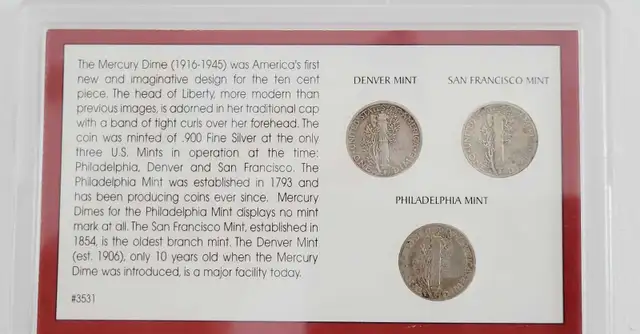 The Mercury Dime (1916-1945) was America's first
new and imaginative design for the ten cent
piece. The head of Liberty, more modern than
previous images, is adorned in her traditional cap
with a band of tight curls over her forehead. The
coin was minted of .900 Fine Silver at the only
three U.S. Mints in operation at the time:
Philadelphia, Denver and San Francisco. The
Philadelphia Mint was established in 1793 and
has been producing coins ever since. Mercury
Dimes for the Philadelphia Mint displays no mint
mark at all. The San Francisco Mint, established in
1854, is the oldest branch mint. The Denver Mint
(est. 1906), only 10 years old when the Mercury
Dime was introduced, is a major facility today.
#3531
DENVER MINT
SAN FRANCISCO MINT
PHILADELPHIA MINT